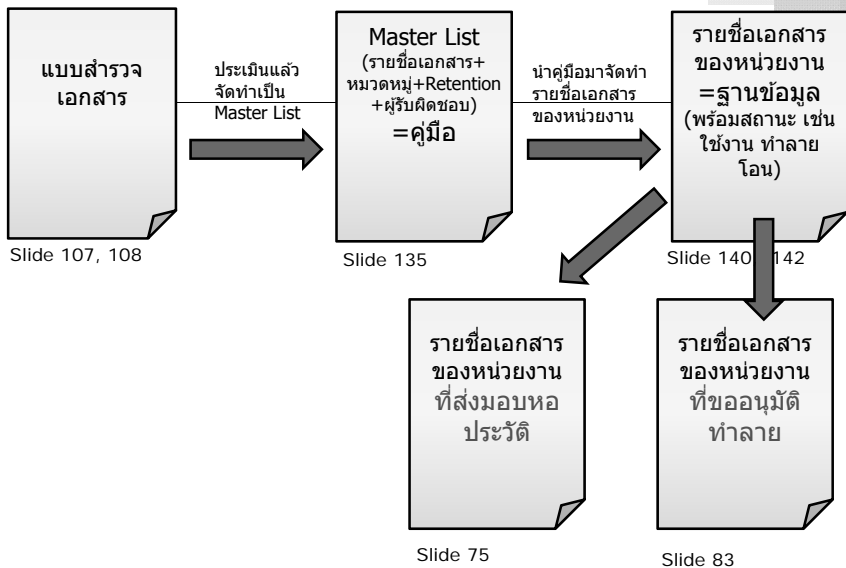 แบบสำรวจ
เอกสาร
ประเมินแล้ว
จัดทำเป็น
Master List
Master List
(รายชื่อเอกสาร+
หมวดหมู่+Retention
+ผู้รับผิดชอบ)
=คู่มือ
นำคู่มือมาจัดทำ
รายชื่อเอกสาร
ของหน่วยงาน
รายชื่อเอกสาร
ของหน่วยงาน
=ฐานข้อมูล
(พร้อมสถานะ เช่น
ใช้งาน ทำลาย
โอน)
Slide 107, 108
Slide 135
Slide 140 142
รายชื่อเอกสาร
ของหน่วยงาน
ที่ส่งมอบหอ
ประวัติ
รายชื่อเอกสาร
ของหน่วยงาน
ที่ขออนุมัติ
ทำลาย
Slide 75
Slide 83